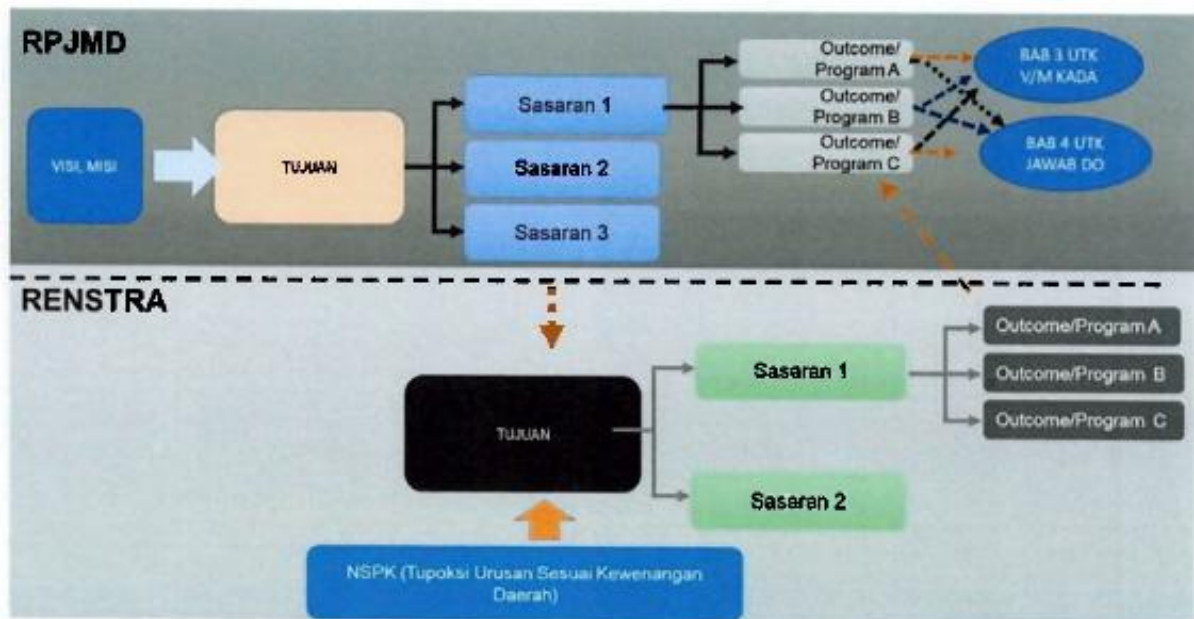 RPJMD
VISI, MISI
TUJUAN
Sasaran 1
Sasaran 2
Sasaran 3
Outcome/
Program A
Outcome/
Program B
Outcome/
Program C
BAB 3 UTK
V/M KADA
BAB 4 UTK
JAWAB DO
RENSTRA
TUJUAN
Sasaran 1
Sasaran 2
Outcome/Program A
Outcome/Program B
Outcome/Program C
NSPK (Tupoksi Urusan Sesuai Kewenangan
Daerah)